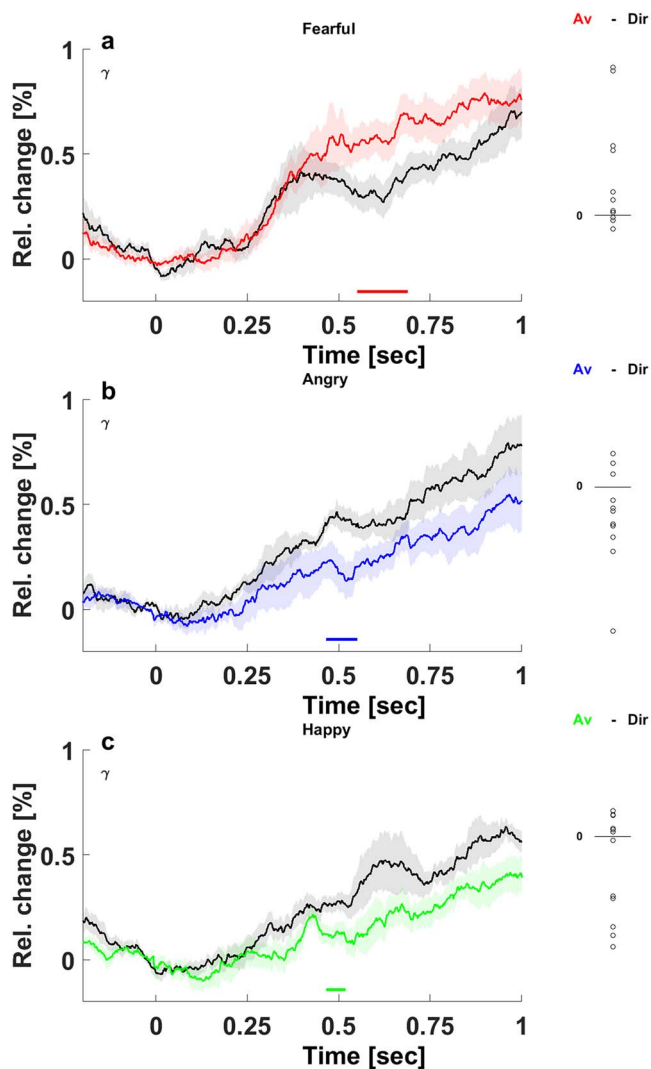 Fearful
Av - Dir
a
γ
1
0.5
0
Rel. change [%]
0
0 0.25 0.5 0.75 1
Time [sec]
Angry
Av - Dir
b
γ
1
0.5
0
Rel. change [%]
0
0 0.25 0.5 0.75 1
Time [sec]
Happy
Av - Dir
c
γ
1
0.5
0
Rel. change [%]
0
0 0.25 0.5 0.75 1
Time [sec]